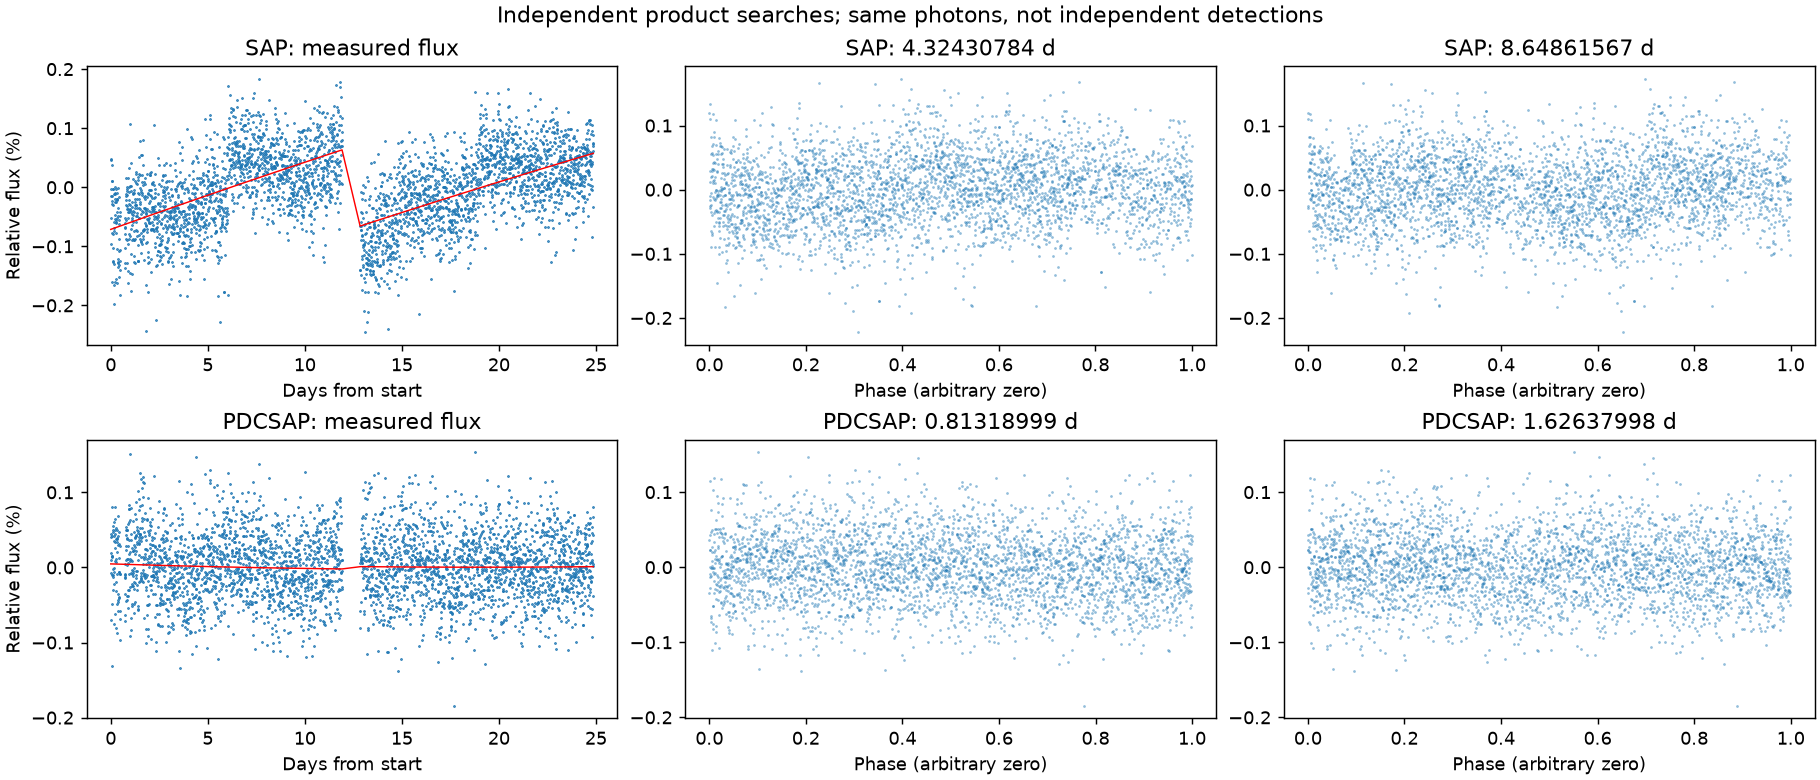 Independent product searches; same photons, not independent detections
SAP: measured flux
SAP: 4.32430784 d
SAP: 8.64861567 d
Relative flux (%)
0.2
0.1
0.0
−0.1
−0.2
0.1
0.0
−0.1
−0.2
0.1
0.0
−0.1
−0.2
0 5 10 15 20 25
0.0 0.2 0.4 0.6 0.8 1.0
0.0 0.2 0.4 0.6 0.8 1.0
Days from start
Phase (arbitrary zero)
Phase (arbitrary zero)
PDCSAP: measured flux
PDCSAP: 0.81318999 d
PDCSAP: 1.62637998 d
Relative flux (%)
0.1
0.0
−0.1
−0.2
0.1
0.0
−0.1
−0.2
0.1
0.0
−0.1
−0.2
0 5 10 15 20 25
0.0 0.2 0.4 0.6 0.8 1.0
0.0 0.2 0.4 0.6 0.8 1.0
Days from start
Phase (arbitrary zero)
Phase (arbitrary zero)